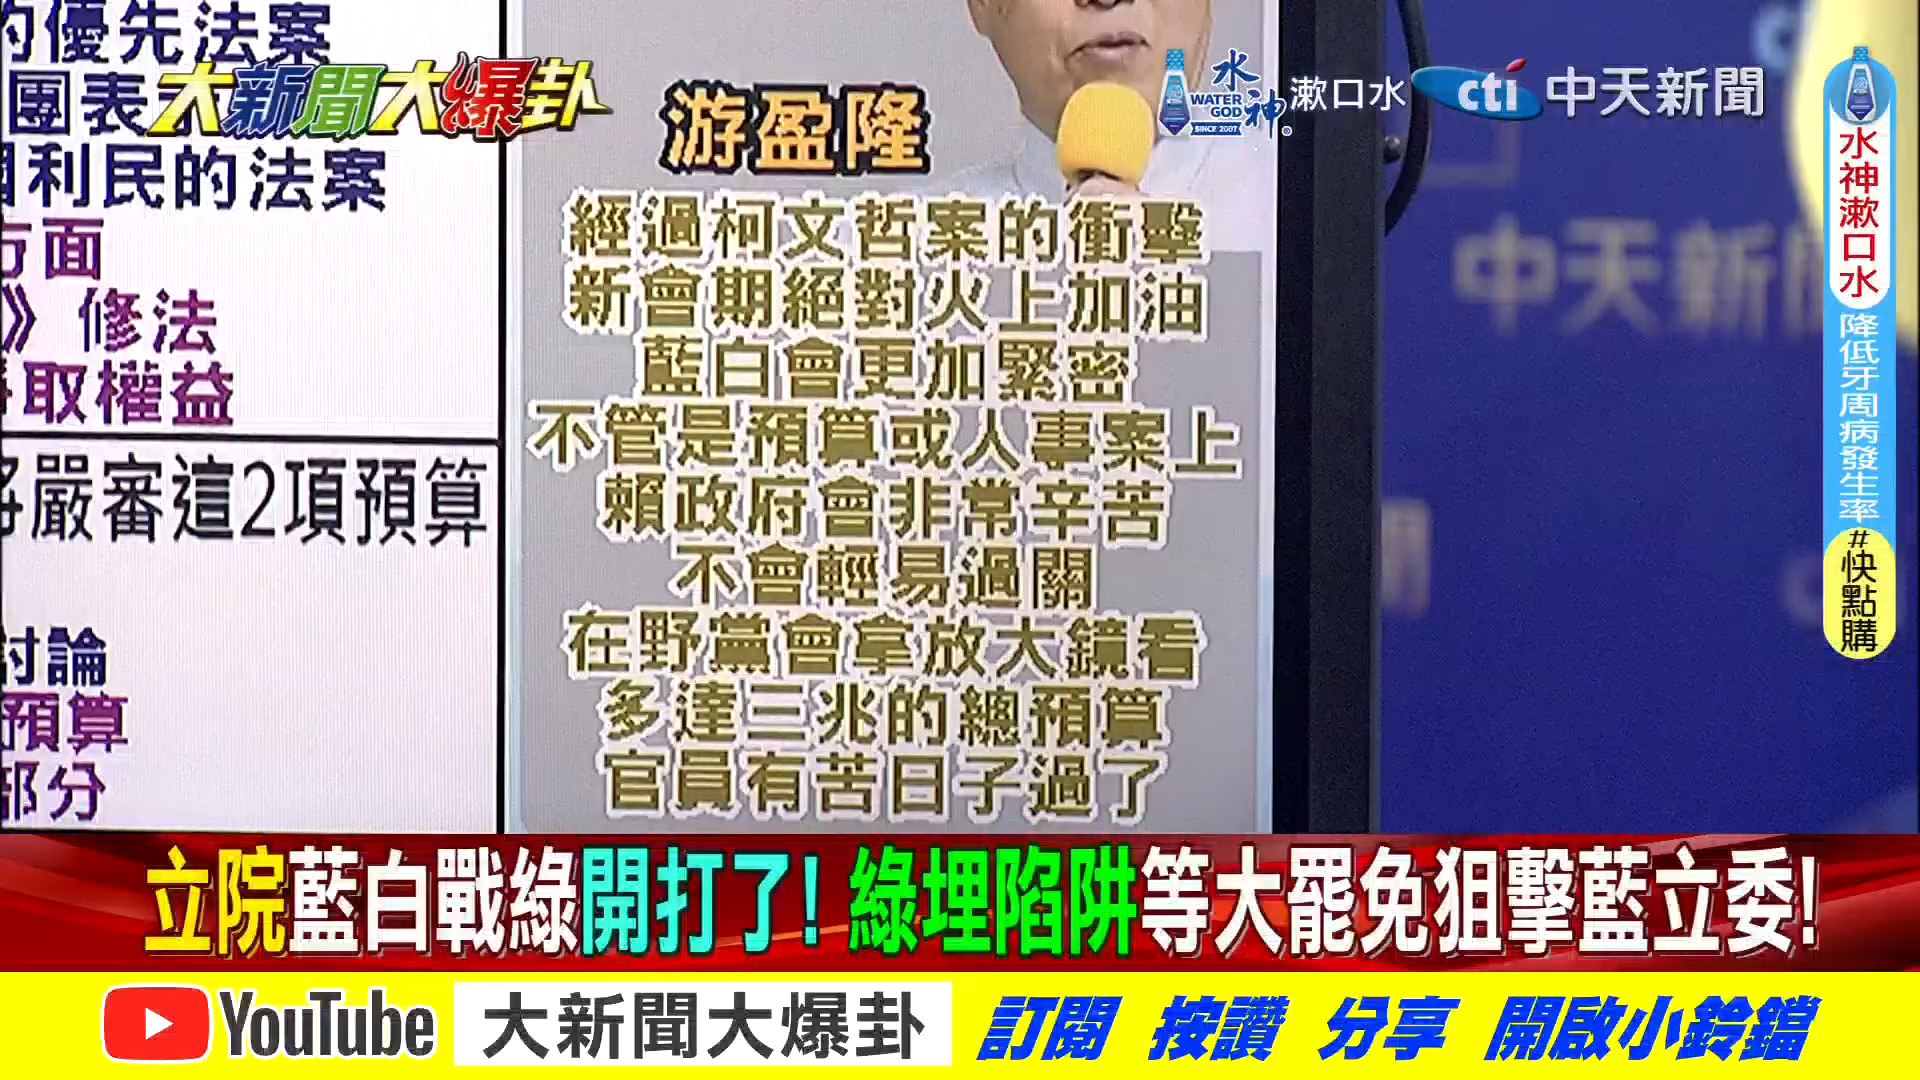 的優先法案
團表
利民的法案
方面
》修法
取權益
將嚴審這2項預算
討論
預算
部分
大新聞大爆卦
游盈隆
經過柯文哲案的衝擊
新會期絕對火上加油
藍白會更加緊密
不管是預算或人事案上
賴政府會非常辛苦
不會輕易過關
在野黨會拿放大鏡看
多達三兆的總預算
官員有苦日子過了
水神
WATER GOD
SINCE 2007
漱口水
cti 中天新聞
中天新聞
水神漱口水
降低牙周病發生率
#快點購
立院藍白戰綠開打了!綠埋陷阱等大罷免狙擊藍立委!
YouTube 大新聞大爆卦 訂閱 按讚 分享 開啟小鈴鐺